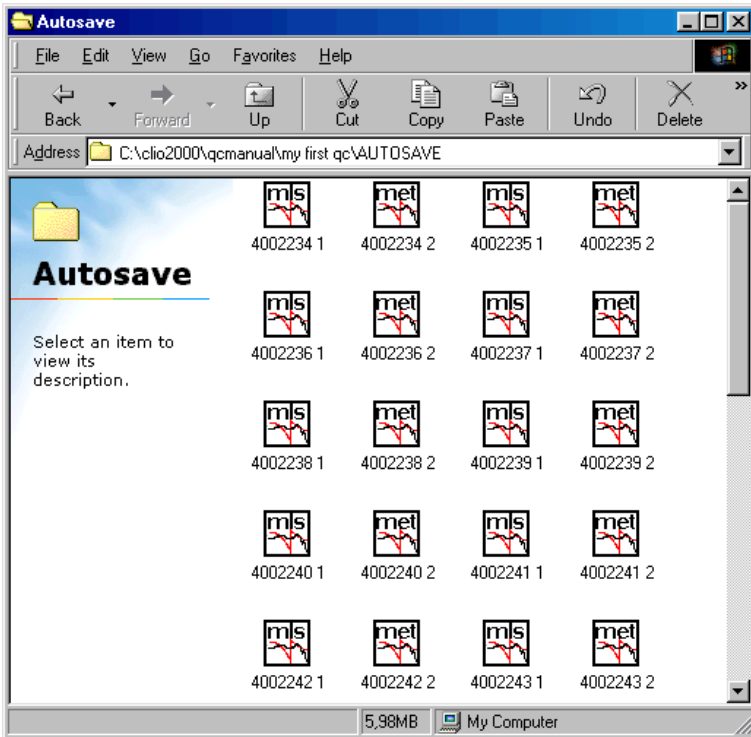 Autosave
File Edit View Go Favorites Help
Back Forward Up Cut Copy Paste Undo Delete »
Address C:\clio2000\qcmanual\my first qc\AUTOSAVE
Autosave
Select an item to
view its
description.
mls met mls met
4002234 1 4002234 2 4002235 1 4002235 2
mls met mls met
4002236 1 4002236 2 4002237 1 4002237 2
mls met mls met
4002238 1 4002238 2 4002239 1 4002239 2
mls met mls met
4002240 1 4002240 2 4002241 1 4002241 2
mls met mls met
4002242 1 4002242 2 4002243 1 4002243 2
5,98MB My Computer